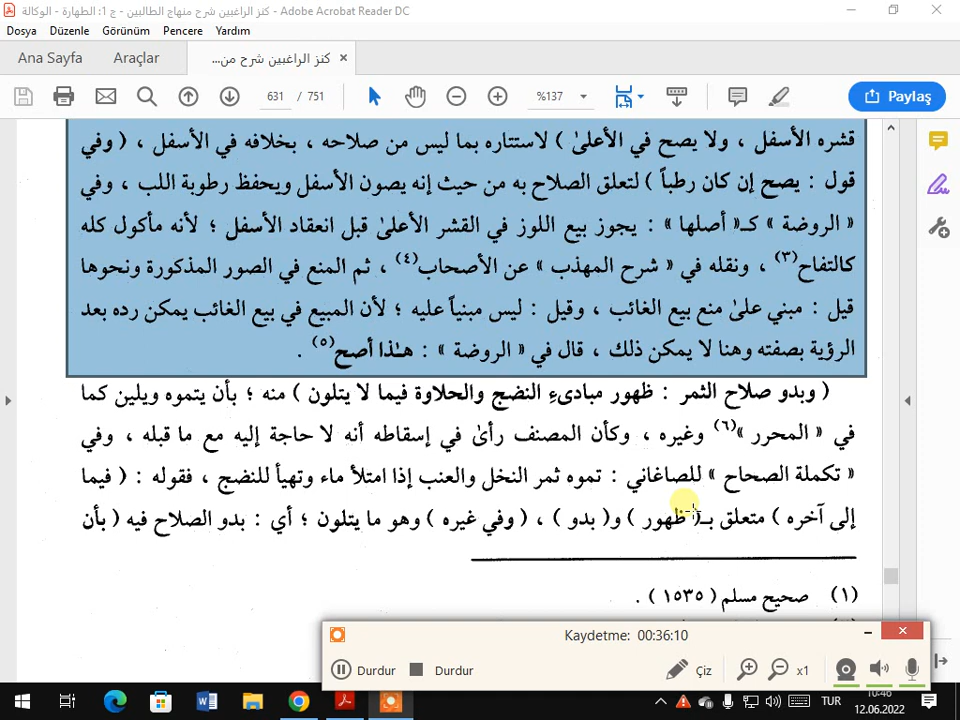 كنز الراغبين شرح منهاج الطالبين - ج 1: الطهارة - الوكالة - Adobe Acrobat Reader DC
Dosya Düzenle Görünüm Pencere Yardım
Ana Sayfa Araçlar كنز الراغبين شرح من...
631 / 751 %137 Paylaş
قشره الأسفل ، ولا يصح في الأعلىٰ ) لاستتاره بما ليس من صلاحه ، بخلافه في الأسفل ، ( وفي
قول : يصح إن كان رطباً ) لتعلق الصلاح به من حيث إنه يصون الأسفل ويحفظ رطوبة اللب ، وفي
« الروضة » كـ« أصلها » : يجوز بيع اللوز في القشر الأعلىٰ قبل انعقاد الأسفل ؛ لأنه مأكول كله
كالتفاح(٣) ، ونقله في « شرح المهذب » عن الأصحاب(٤) ، ثم المنع في الصور المذكورة ونحوها
قيل : مبني علىٰ منع بيع الغائب ، وقيل : ليس مبنياً عليه ؛ لأن المبيع في بيع الغائب يمكن رده بعد
الرؤية بصفته وهنا لا يمكن ذلك ، قال في « الروضة » : هـٰذا أصح(٥) .
( وبدو صلاح الثمر : ظهور مبادىءِ النضج والحلاوة فيما لا يتلون ) منه ؛ بأن يتموه ويلين كما
في « المحرر »(٦) وغيره ، وكأن المصنف رأىٰ في إسقاطه أنه لا حاجة إليه مع ما قبله ، وفي
« تكملة الصحاح » للصاغاني : تموه ثمر النخل والعنب إذا امتلأ ماء وتهيأ للنضج ، فقوله : ( فيما
إلى آخره ) متعلق بـ( ظهور ) و( بدو ) ، ( وفي غيره ) وهو ما يتلون ؛ أي : بدو الصلاح فيه ( بأن
(١) صحيح مسلم ( ١٥٣٥ ) .
Kaydetme: 00:36:10
Durdur Durdur Çiz x1
TUR
10:46
12.06.2022